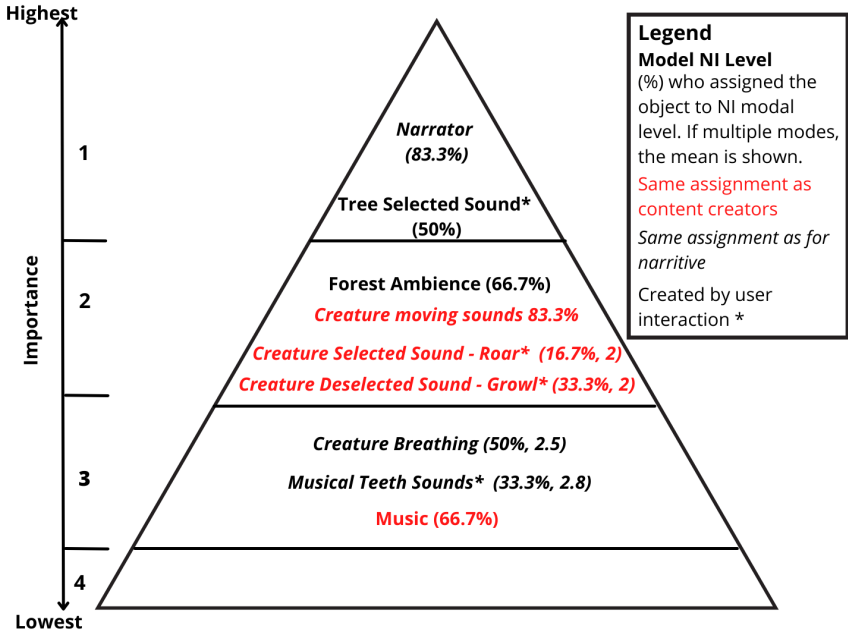 Highest
Legend
Model NI Level
(%) who assigned the
object to NI modal
level. If multiple modes,
the mean is shown.
Same assignment as
content creators
Same assignment as for
narritive
Created by user
interaction *
Importance
1
Narrator
(83.3%)
Tree Selected Sound*
(50%)
2
Forest Ambience (66.7%)
Creature moving sounds 83.3%
Creature Selected Sound - Roar* (16.7%, 2)
Creature Deselected Sound - Growl* (33.3%, 2)
3
Creature Breathing (50%, 2.5)
Musical Teeth Sounds* (33.3%, 2.8)
Music (66.7%)
4
Lowest